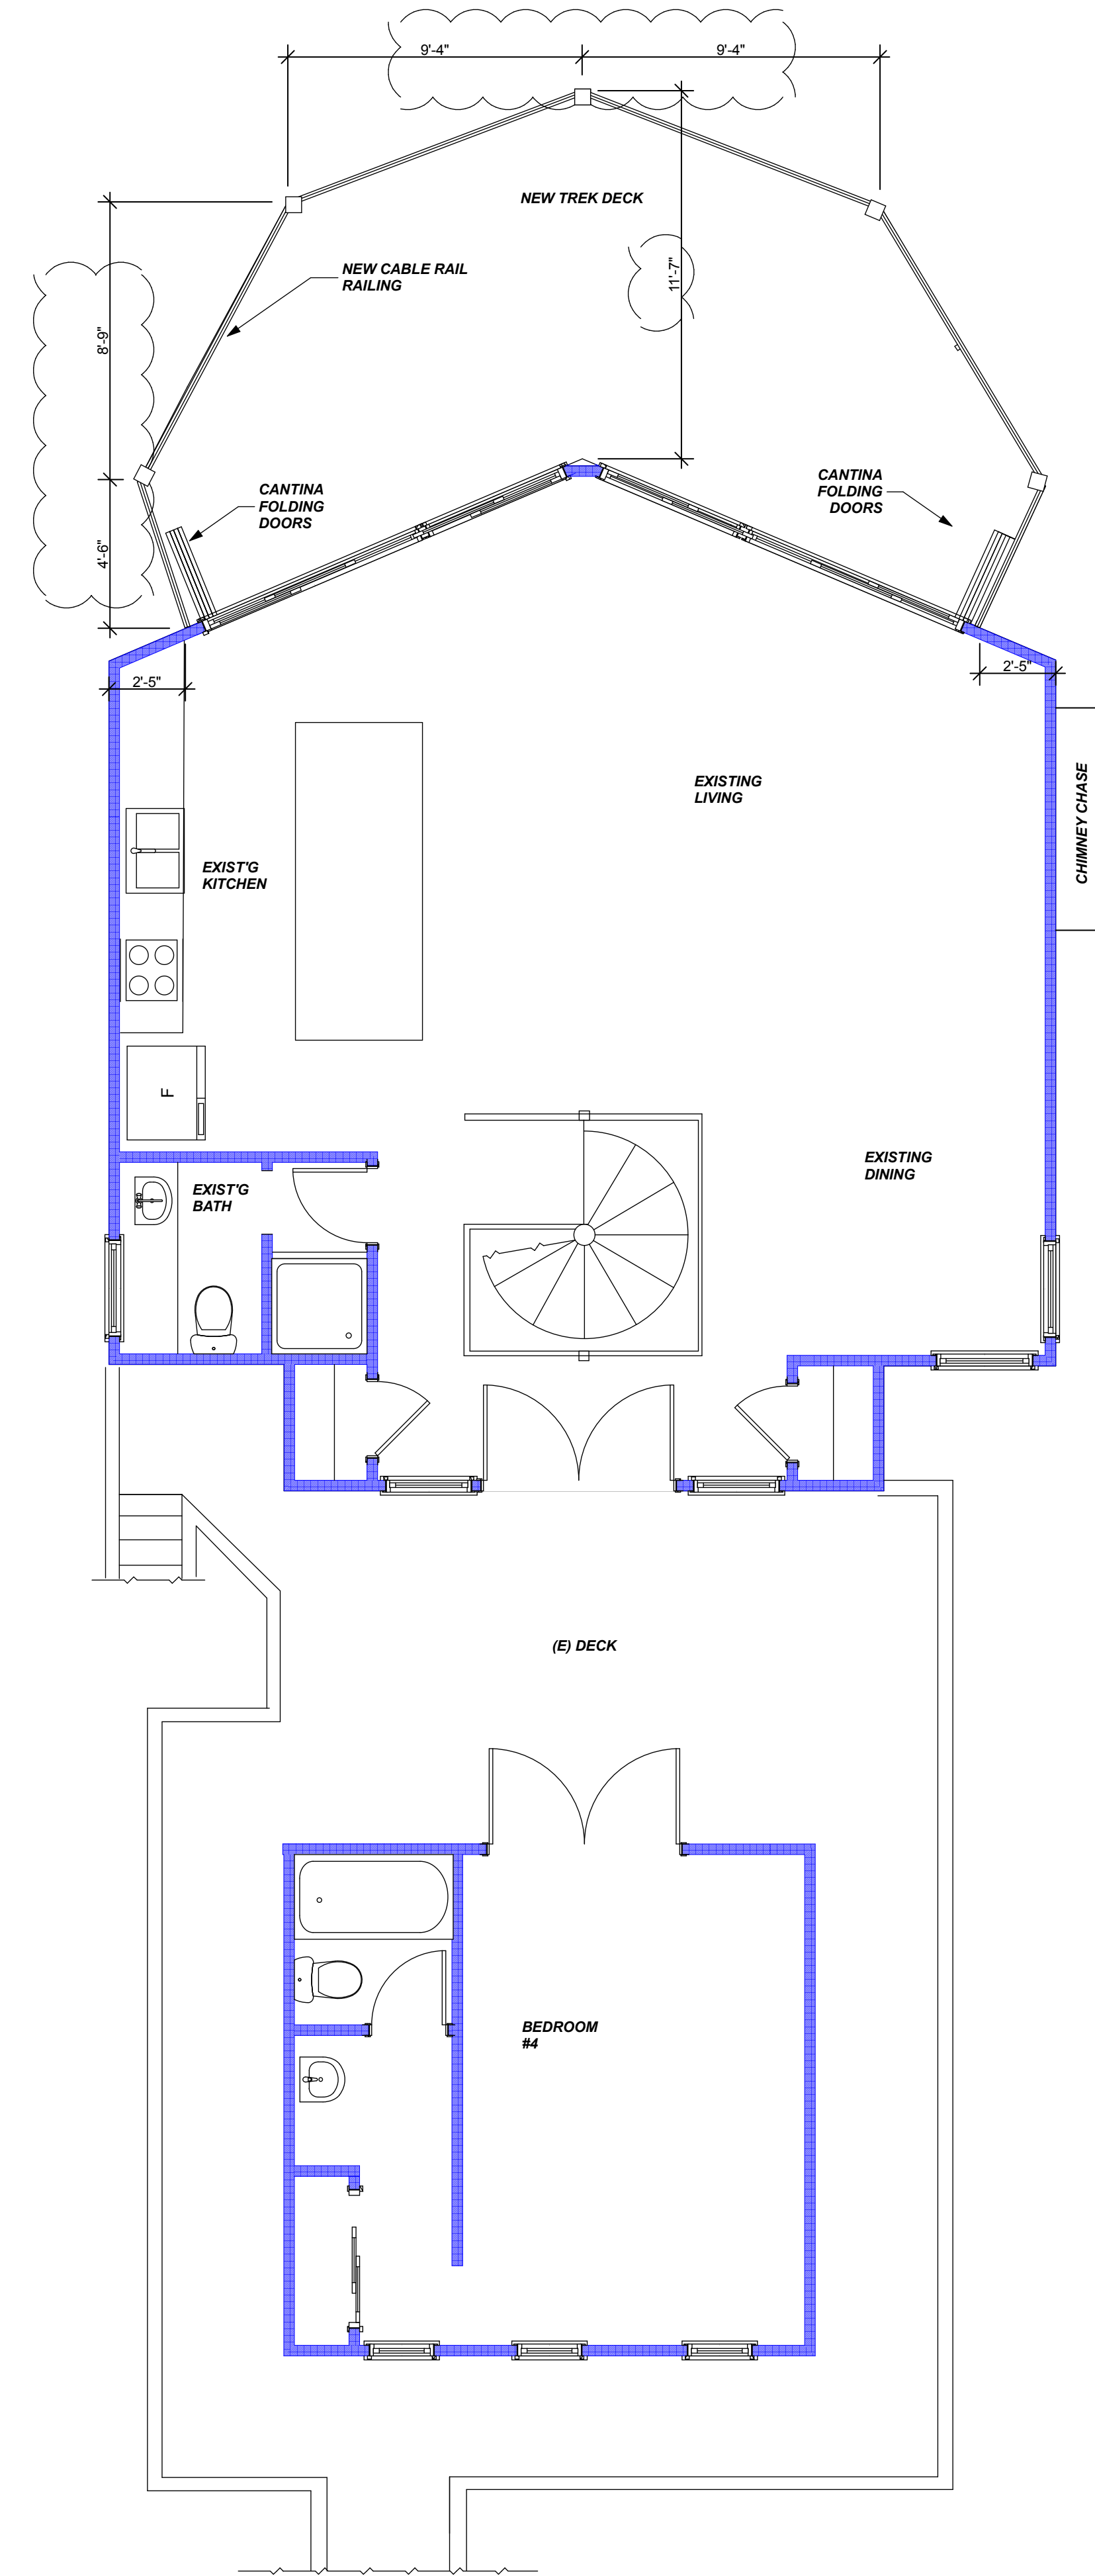 9'-4"
9'-4"
NEW TREK DECK
NEW CABLE RAIL
RAILING
11'-7"
8'-9"
CANTINA
FOLDING
DOORS
CANTINA
FOLDING
DOORS
4'-6"
2'-5"
2'-5"
EXISTING
LIVING
CHIMNEY CHASE
EXIST'G
KITCHEN
F
EXISTING
DINING
EXIST'G
BATH
(E) DECK
BEDROOM
#4